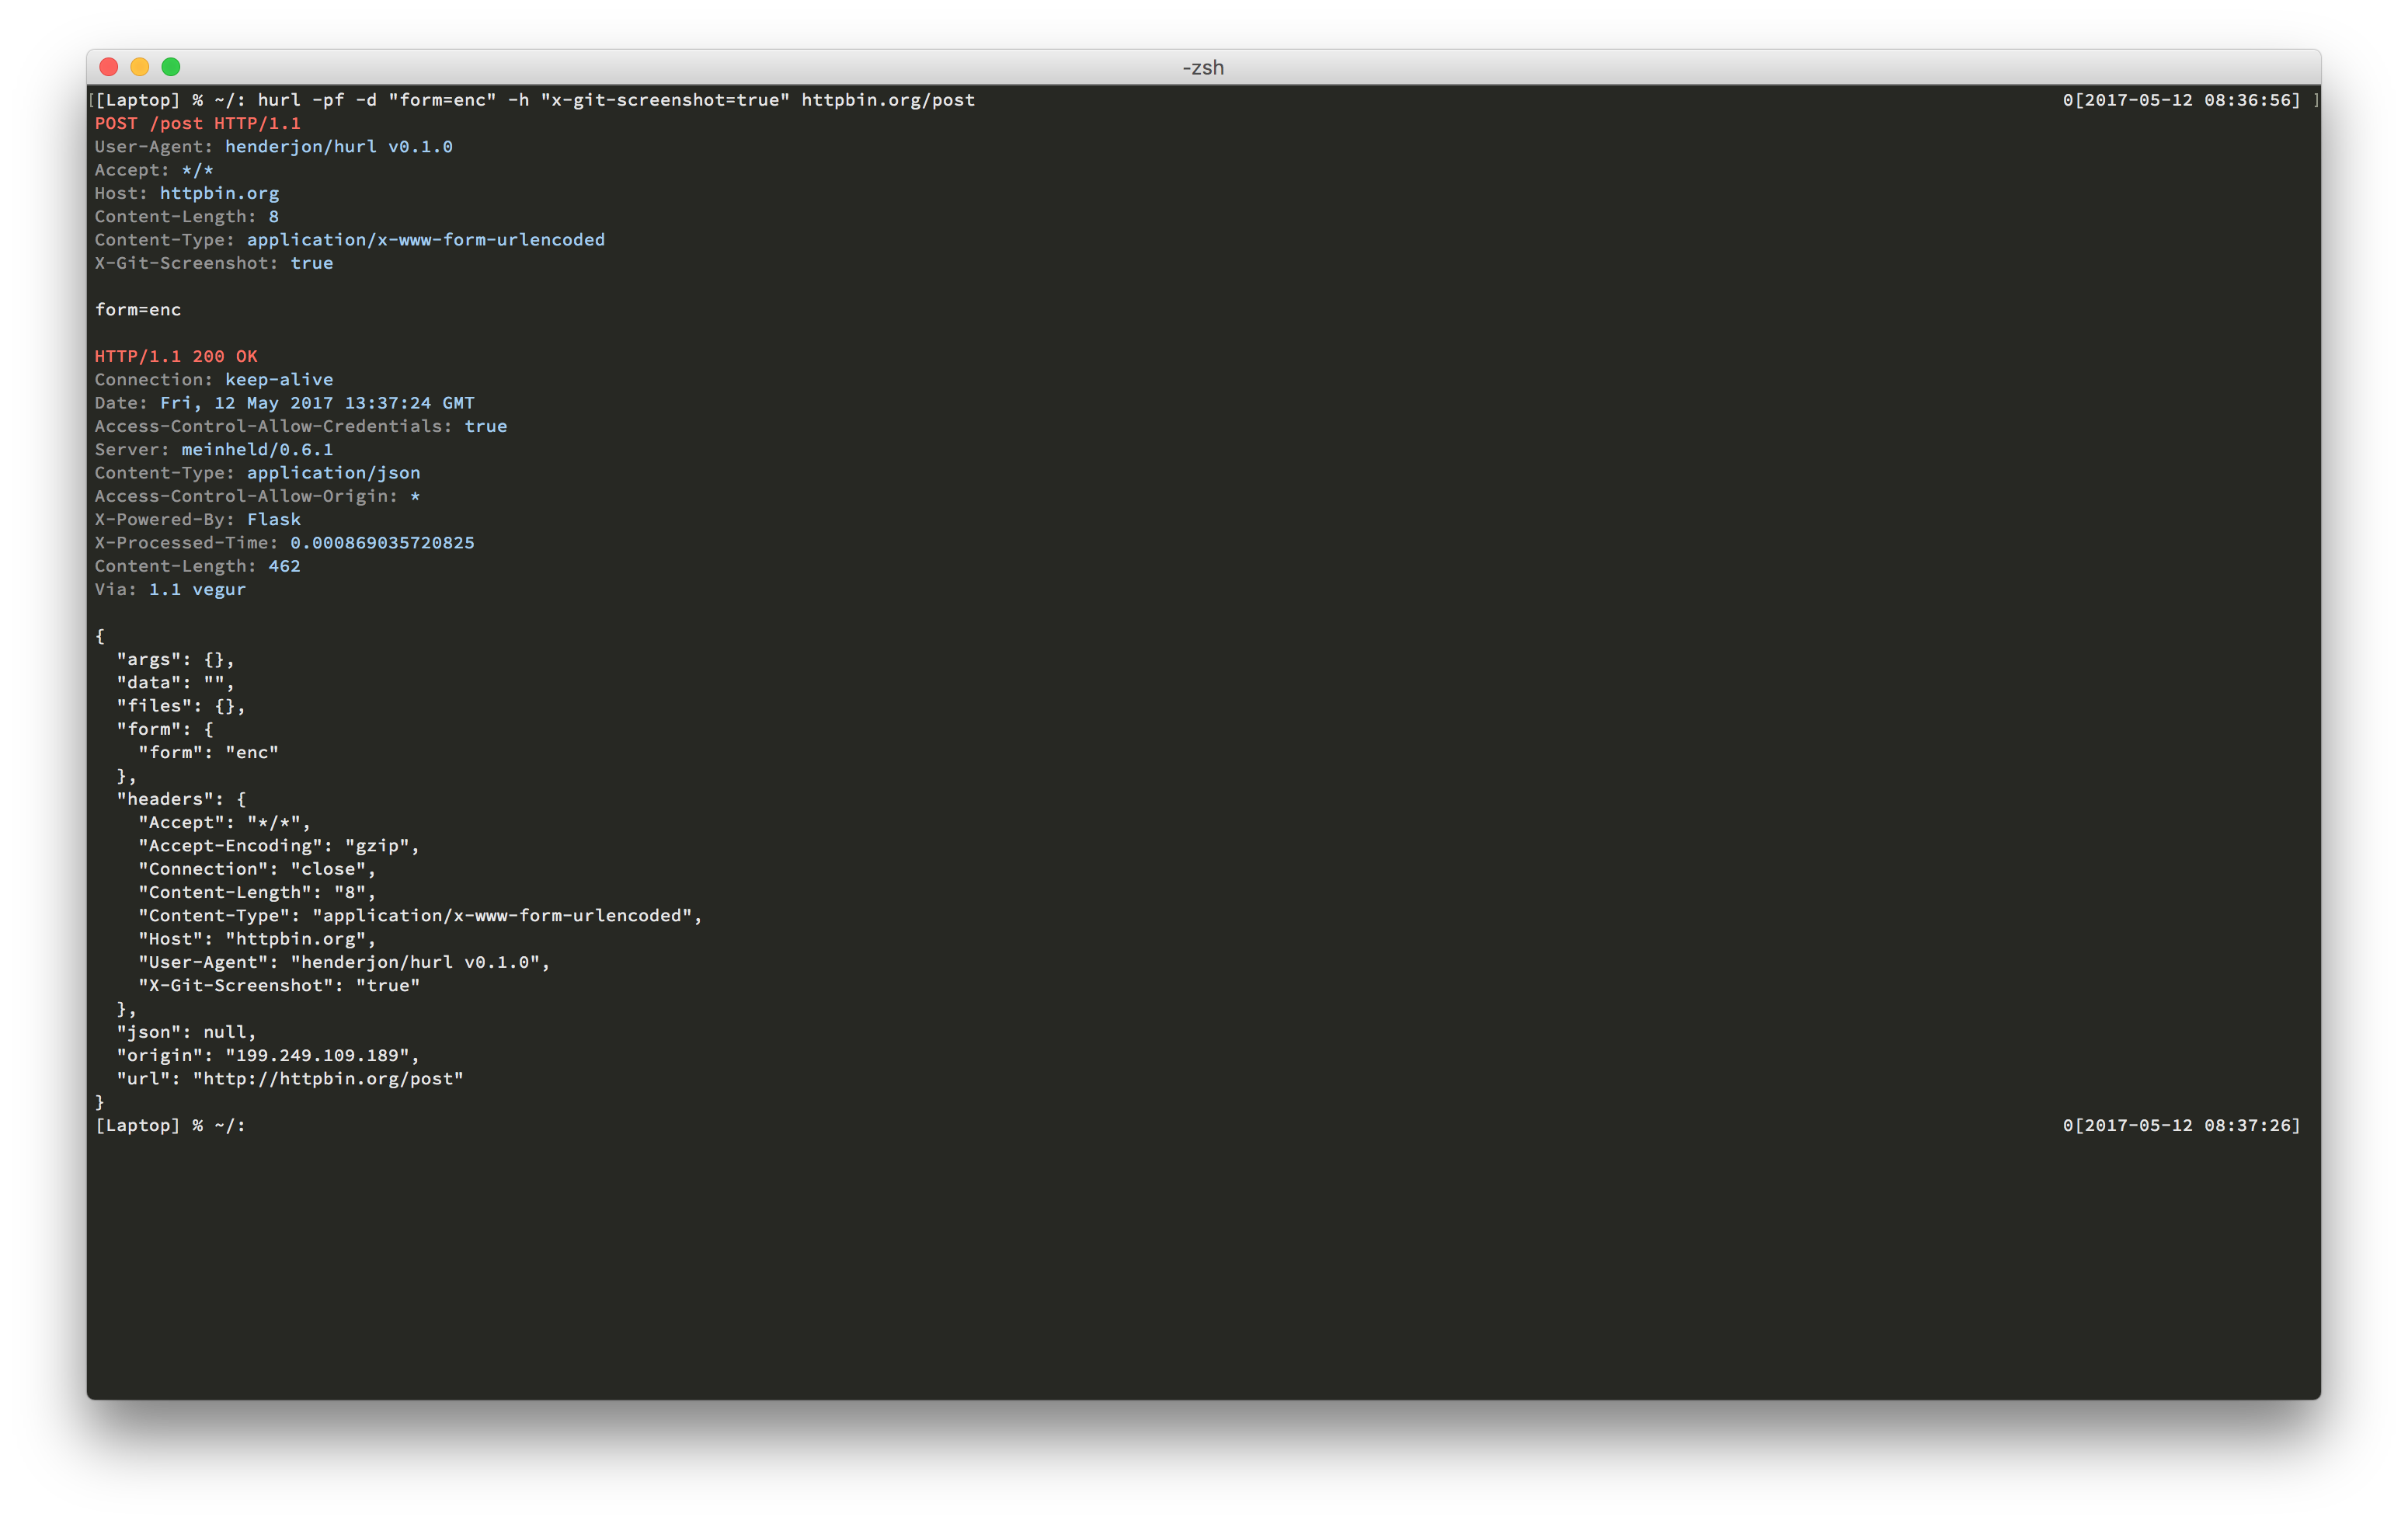 -zsh
[[Laptop] % ~/: hurl -pf -d "form=enc" -h "x-git-screenshot=true" httpbin.org/post 0[2017-05-12 08:36:56] ]
POST /post HTTP/1.1
User-Agent: henderjon/hurl v0.1.0
Accept: */*
Host: httpbin.org
Content-Length: 8
Content-Type: application/x-www-form-urlencoded
X-Git-Screenshot: true

form=enc

HTTP/1.1 200 OK
Connection: keep-alive
Date: Fri, 12 May 2017 13:37:24 GMT
Access-Control-Allow-Credentials: true
Server: meinheld/0.6.1
Content-Type: application/json
Access-Control-Allow-Origin: *
X-Powered-By: Flask
X-Processed-Time: 0.000869035720825
Content-Length: 462
Via: 1.1 vegur

{
  "args": {},
  "data": "",
  "files": {},
  "form": {
    "form": "enc"
  },
  "headers": {
    "Accept": "*/*",
    "Accept-Encoding": "gzip",
    "Connection": "close",
    "Content-Length": "8",
    "Content-Type": "application/x-www-form-urlencoded",
    "Host": "httpbin.org",
    "User-Agent": "henderjon/hurl v0.1.0",
    "X-Git-Screenshot": "true"
  },
  "json": null,
  "origin": "199.249.109.189",
  "url": "http://httpbin.org/post"
}
[Laptop] % ~/: 0[2017-05-12 08:37:26]